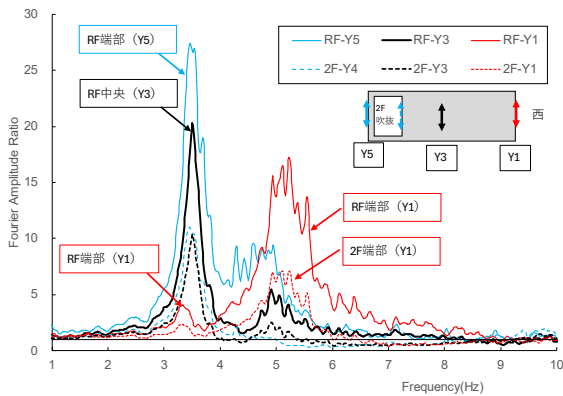 30
25
20
15
10
5
0
Fourier Amplitude Ratio
1 2 3 4 5 6 7 8 9 10
Frequency(Hz)
RF-Y5 RF-Y3 RF-Y1
2F-Y4 2F-Y3 2F-Y1
RF端部（Y5）
RF中央（Y3）
RF端部（Y1）
RF端部（Y1）
2F端部（Y1）
2F
吹抜
西
Y5 Y3 Y1